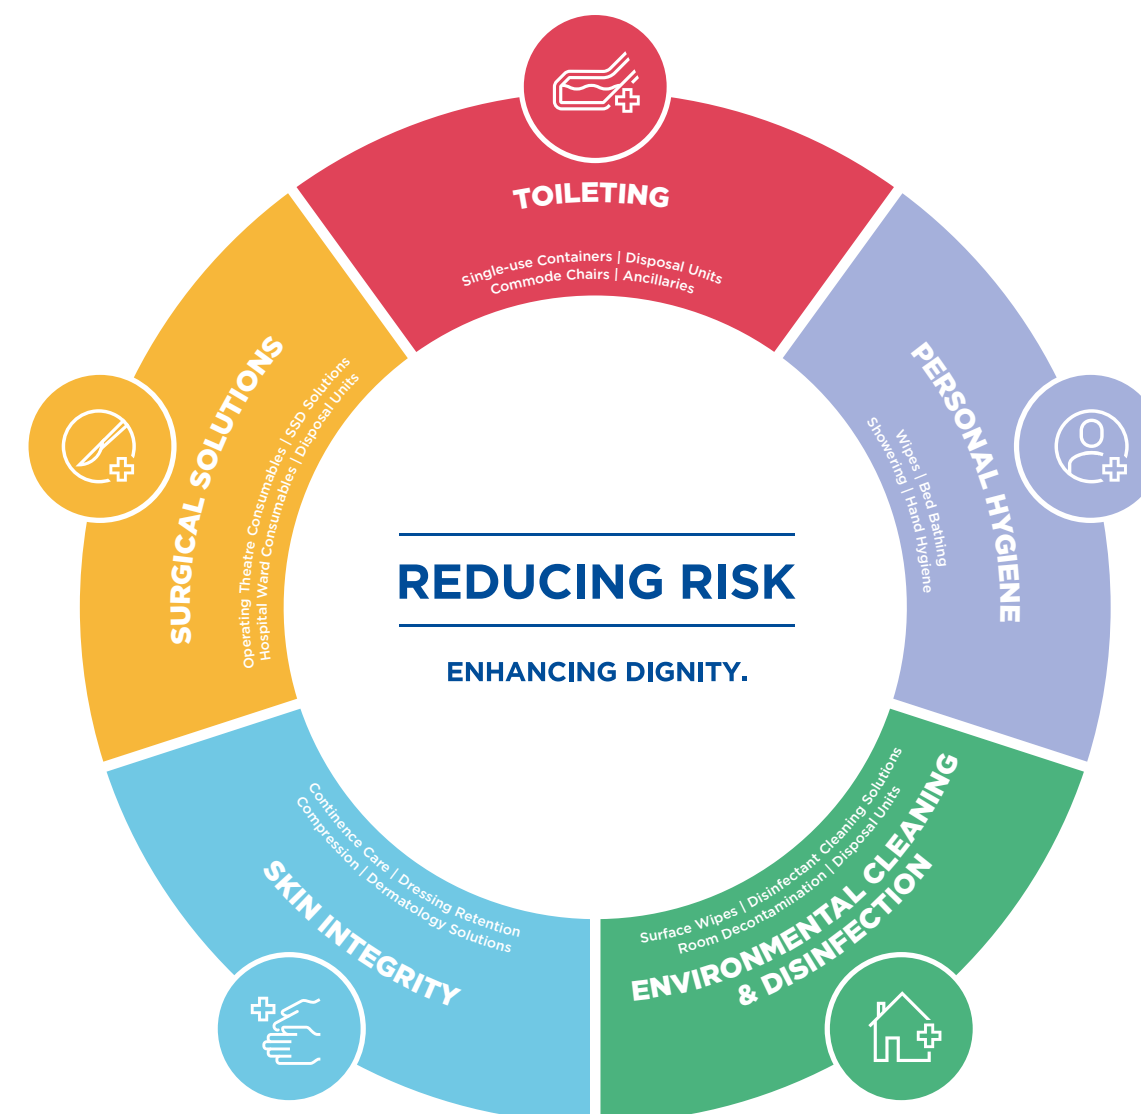 TOILETING
Single-use Containers | Disposal Units
Commode Chairs | Ancillaries
PERSONAL HYGIENE
Wipes | Bed Bathing
Showering | Hand Hygiene
ENVIRONMENTAL CLEANING
& DISINFECTION
Surface Wipes | Disinfectant Cleaning Solutions
Room Decontamination | Disposal Units
SKIN INTEGRITY
Continence Care | Dressing Retention
Compression | Dermatology Solutions
SURGICAL SOLUTIONS
Operating Theatre Consumables | SSD Solutions
Hospital Ward Consumables | Disposal Units
REDUCING RISK
ENHANCING DIGNITY.